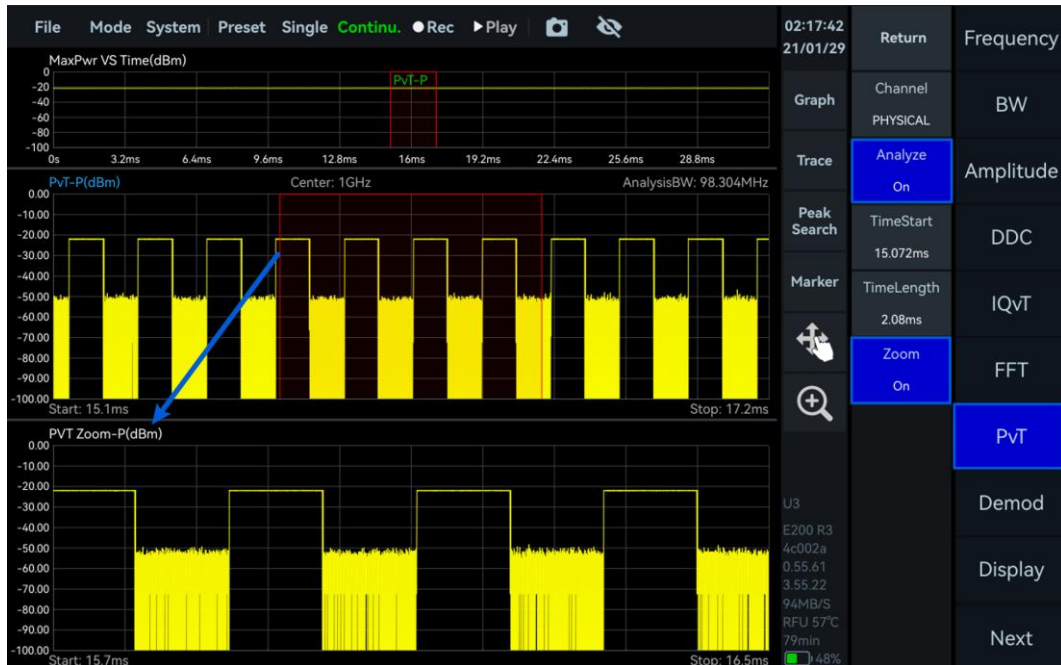 File Mode System Preset Single Continu. Rec Play
02:17:42
21/01/29
MaxPwr VS Time(dBm)
PvT-P
0
-20
-40
-60
-80
-100
0s 3.2ms 6.4ms 9.6ms 12.8ms 16ms 19.2ms 22.4ms 25.6ms 28.8ms
PvT-P(dBm) Center: 1GHz AnalysisBW: 98.304MHz
0.00
-10.00
-20.00
-30.00
-40.00
-50.00
-60.00
-70.00
-80.00
-90.00
-100.00
Start: 15.1ms Stop: 17.2ms
PVT Zoom-P(dBm)
0.00
-10.00
-20.00
-30.00
-40.00
-50.00
-60.00
-70.00
-80.00
-90.00
-100.00
Start: 15.7ms Stop: 16.5ms
Graph
Trace
Peak
Search
Marker
U3
E200 R3
4c002a
0.55.61
3.55.22
94MB/S
RFU 57℃
79min
48%
Return
Channel
PHYSICAL
Analyze
On
TimeStart
15.072ms
TimeLength
2.08ms
Zoom
On
Frequency
BW
Amplitude
DDC
IQvT
FFT
PvT
Demod
Display
Next